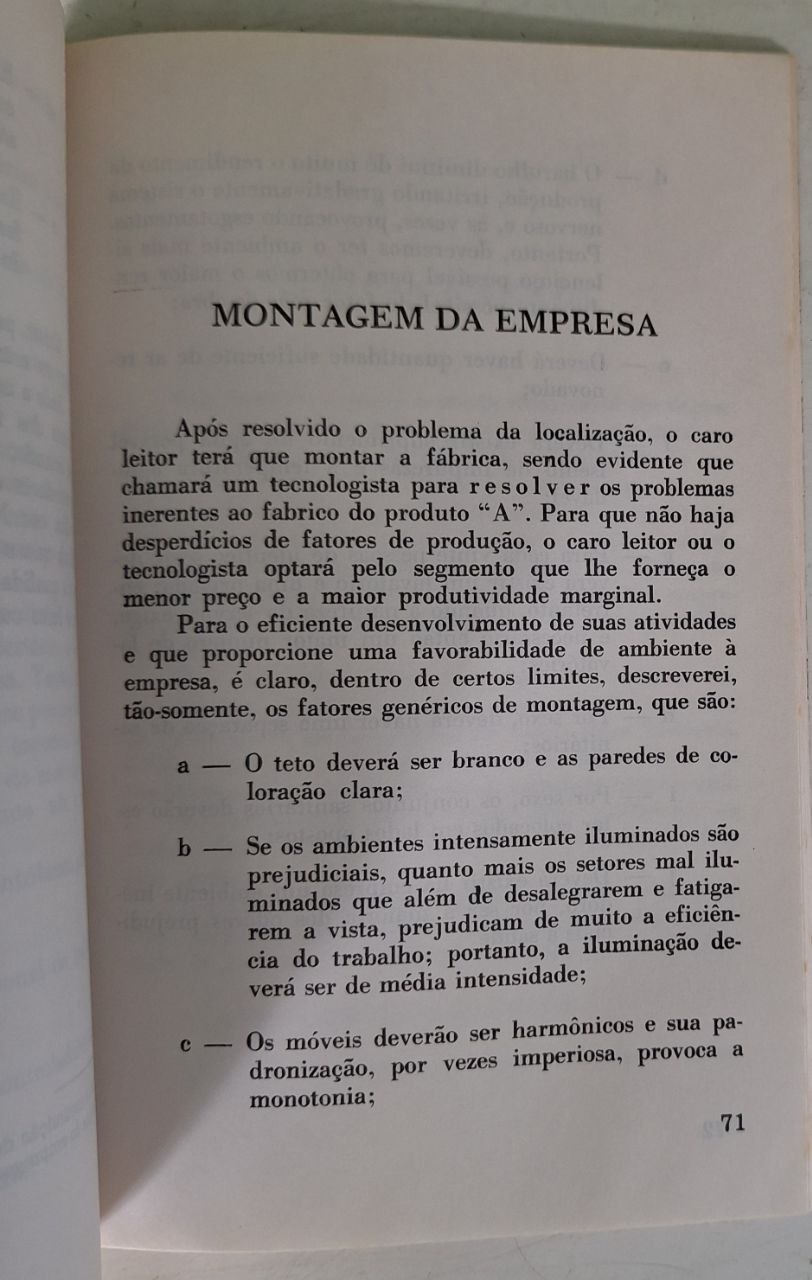 MONTAGEM DA EMPRESA
Após resolvido o problema da localização, o caro
leitor terá que montar a fábrica, sendo evidente que
chamará um tecnologista para resolver os problemas
inerentes ao fabrico do produto “A”. Para que não haja
desperdícios de fatores de produção, o caro leitor ou o
tecnologista optará pelo segmento que lhe forneça o
menor preço e a maior produtividade marginal.
Para o eficiente desenvolvimento de suas atividades
e que proporcione uma favorabilidade de ambiente à
empresa, é claro, dentro de certos limites, descreverei,
tão-somente, os fatores genéricos de montagem, que são:
a — O teto deverá ser branco e as paredes de co-
loração clara;
b — Se os ambientes intensamente iluminados são
prejudiciais, quanto mais os setores mal ilu-
minados que além de desalegrarem e fatiga-
rem a vista, prejudicam de muito a eficiên-
cia do trabalho; portanto, a iluminação de-
verá ser de média intensidade;
c — Os móveis deverão ser harmônicos e sua pa-
dronização, por vezes imperiosa, provoca a
monotonia;
71